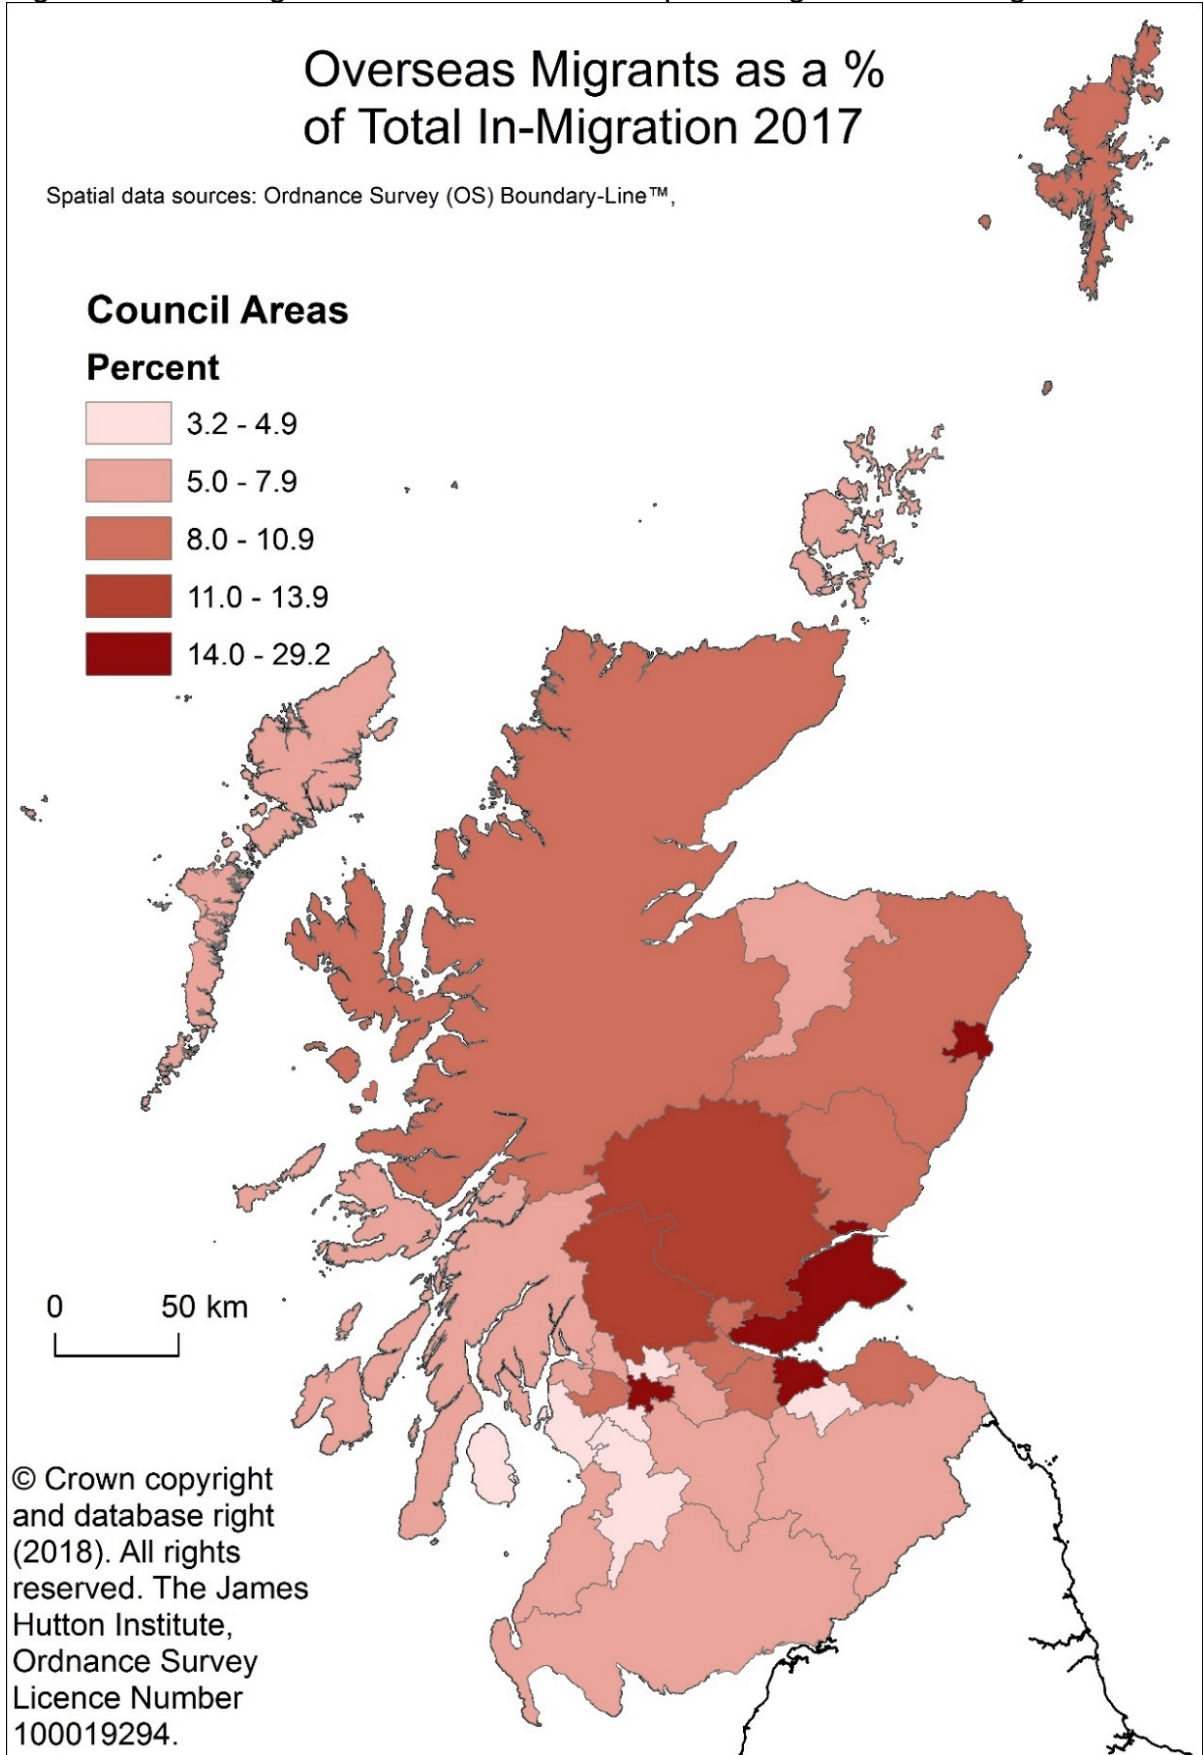 Overseas Migrants as a %
of Total In-Migration 2017
Spatial data sources: Ordnance Survey (OS) Boundary-Line™,
Council Areas
Percent
3.2 - 4.9
5.0 - 7.9
8.0 - 10.9
11.0 - 13.9
14.0 - 29.2
0 50 km
© Crown copyright
and database right
(2018). All rights
reserved. The James
Hutton Institute,
Ordnance Survey
Licence Number
100019294.